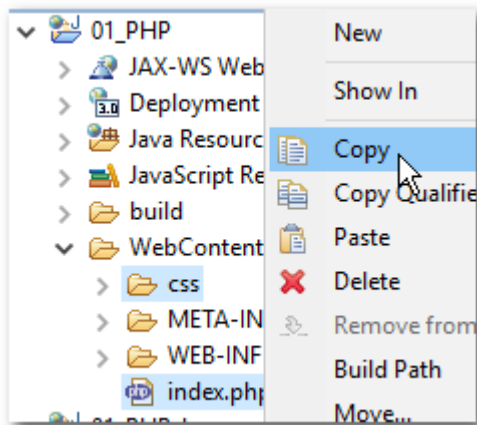 01_PHP
JAX-WS Web
3.0 Deployment
Java Resourc
JavaScript Re
build
WebContent
css
META-IN
WEB-INF
index.php
New
Show In
Copy
Copy Qualifie
Paste
Delete
Remove from
Build Path
Move...